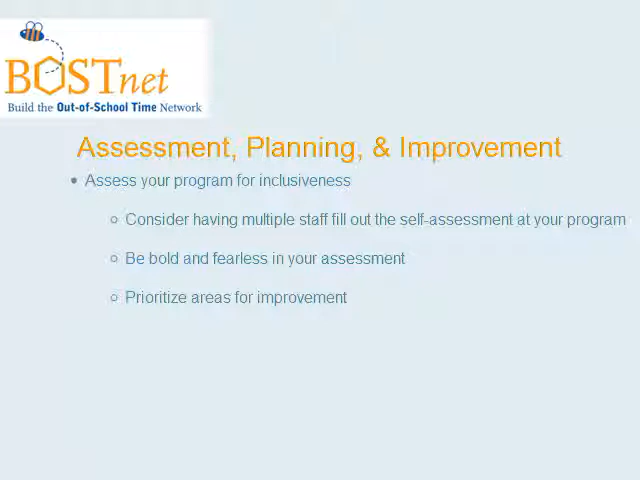 BOSTnet
Build the Out-of-School Time Network
Assessment, Planning, & Improvement
Assess your program for inclusiveness
Consider having multiple staff fill out the self-assessment at your program
Be bold and fearless in your assessment
Prioritize areas for improvement